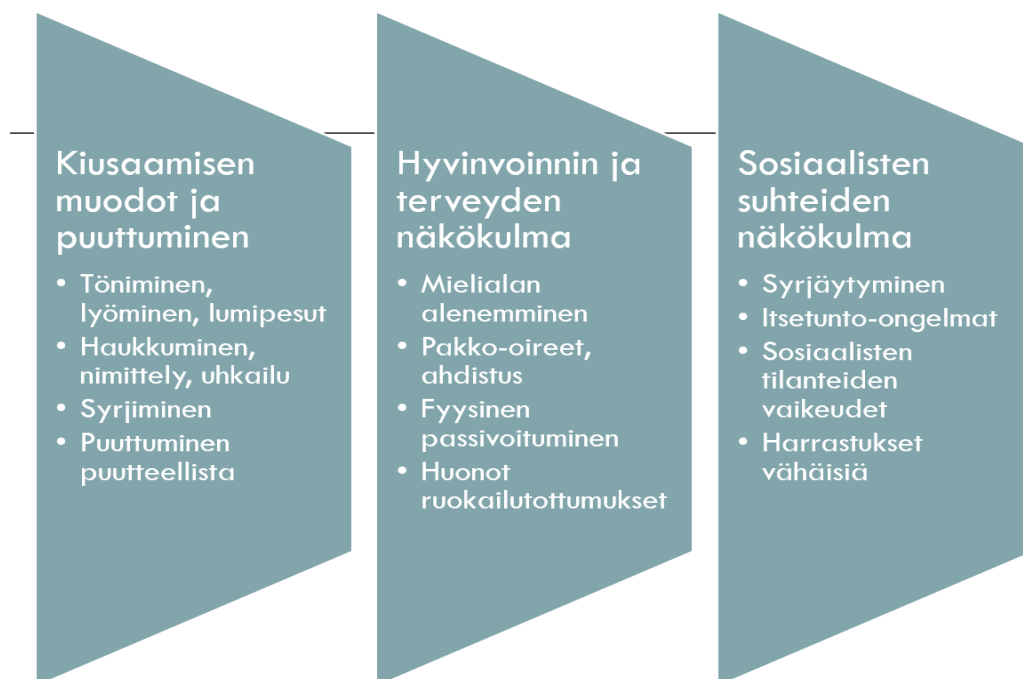 Kiusaamisen
muodot ja
puuttuminen
• Töniminen,
lyöminen, lumipesut
• Haukkuminen,
nimittely, uhkailu
• Syrjiminen
• Puuttuminen
puutteellista
Hyvinvoinnin ja
terveyden
näkökulma
• Mielialan
alenemminen
• Pakko-oireet,
ahdistus
• Fyysinen
passivoituminen
• Huonot
ruokailutottumukset
Sosiaalisten
suhteiden
näkökulma
• Syrjäytyminen
• Itsetunto-ongelmat
• Sosiaalisten
tilanteiden
vaikeudet
• Harrastukset
vähäisiä